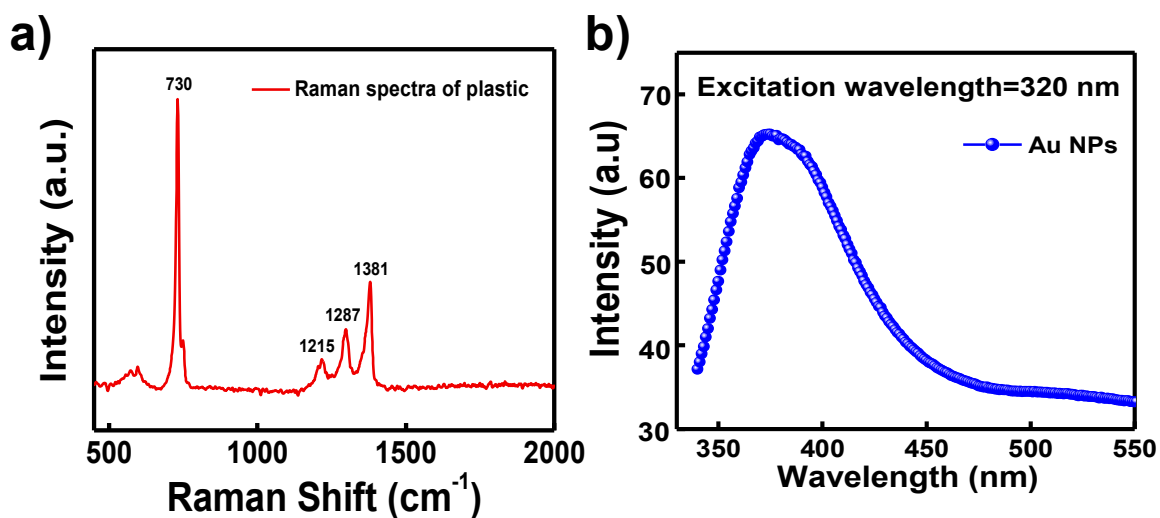 a)
730
Raman spectra of plastic
1381
1287
1215
Intensity (a.u.)
500 1000 1500 2000
Raman Shift (cm⁻¹)
b)
Excitation wavelength=320 nm
Au NPs
70
60
50
40
30
Intensity (a.u)
350 400 450 500 550
Wavelength (nm)